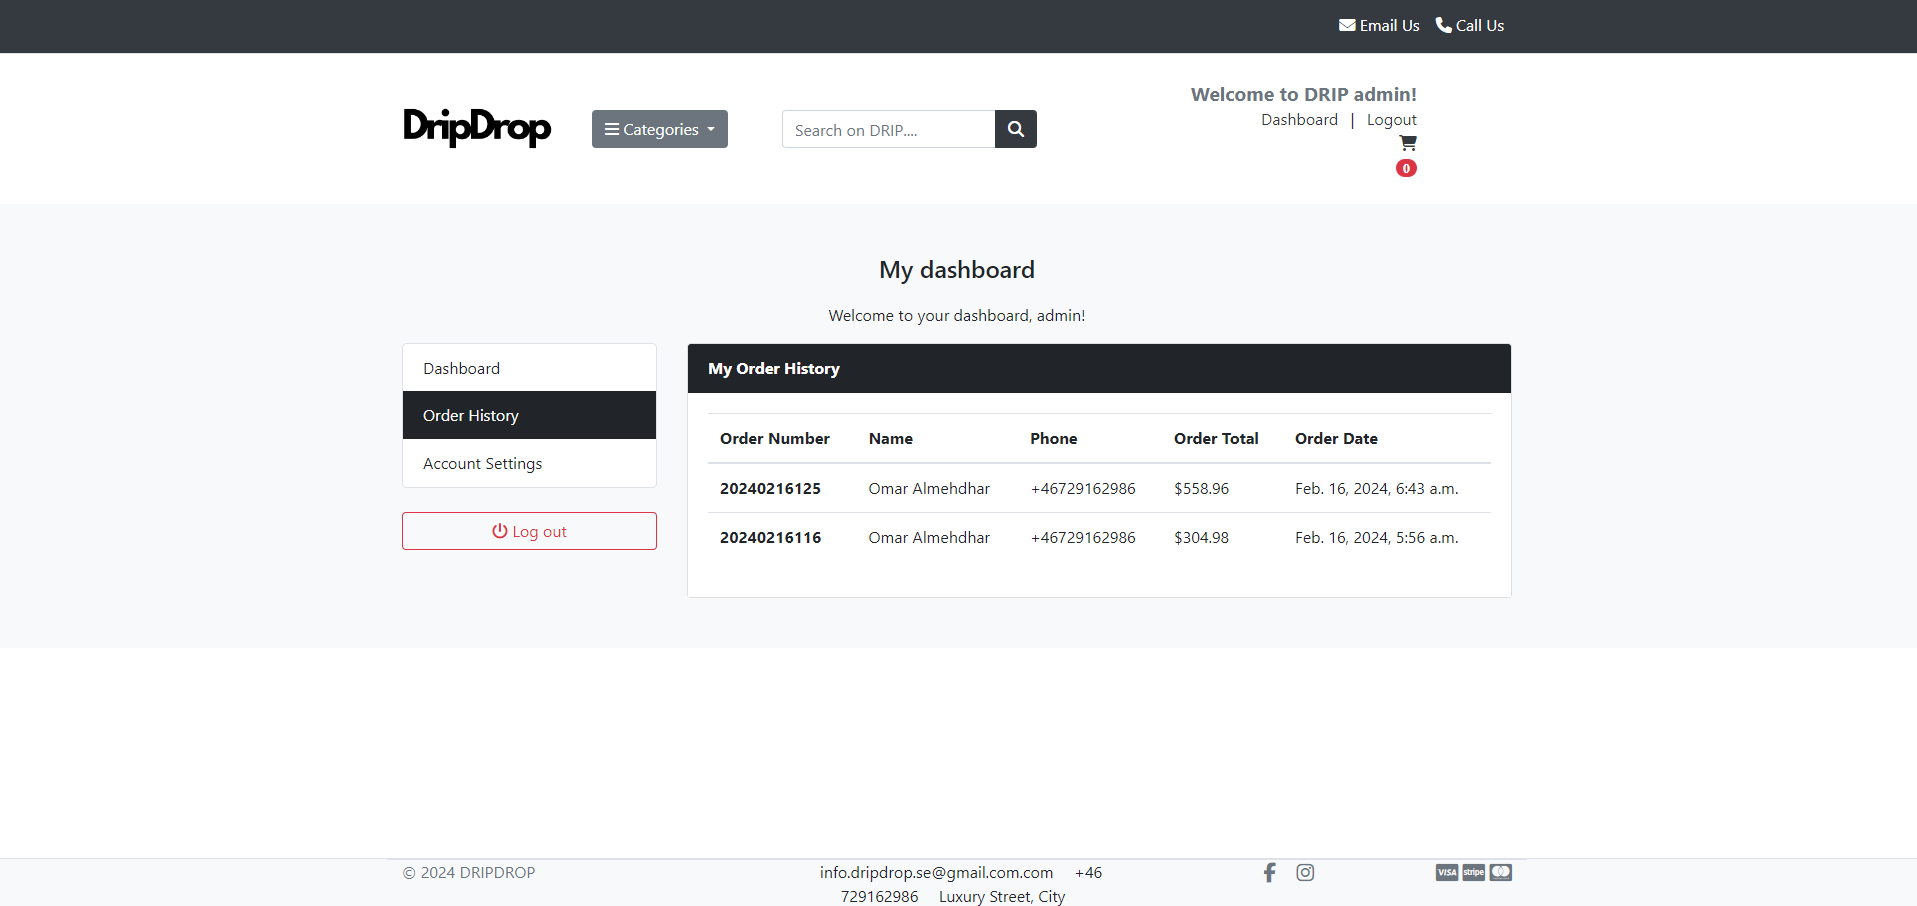 Email Us Call Us
Welcome to DRIP admin!
DripDrop Categories Search on DRIP....
Dashboard | Logout
0
My dashboard
Welcome to your dashboard, admin!
Dashboard
Order History
Account Settings
Log out
My Order History
Order Number Name Phone Order Total Order Date
20240216125 Omar Almehdhar +46729162986 $558.96 Feb. 16, 2024, 6:43 a.m.
20240216116 Omar Almehdhar +46729162986 $304.98 Feb. 16, 2024, 5:56 a.m.
© 2024 DRIPDROP
info.dripdrop.se@gmail.com.com +46
729162986 Luxury Street, City
VISA stripe